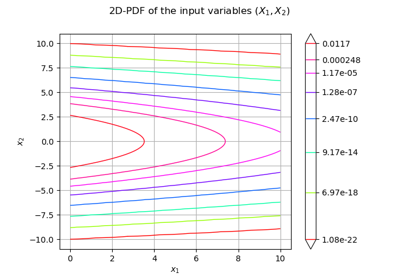 2D-PDF of the input variables (X₁, X₂)
10.0
7.5
5.0
2.5
0.0
−2.5
−5.0
−7.5
−10.0
x₂
0 2 4 6 8 10
x₁
0.0117
0.000248
1.17e-05
1.28e-07
2.47e-10
9.17e-14
6.97e-18
1.08e-22